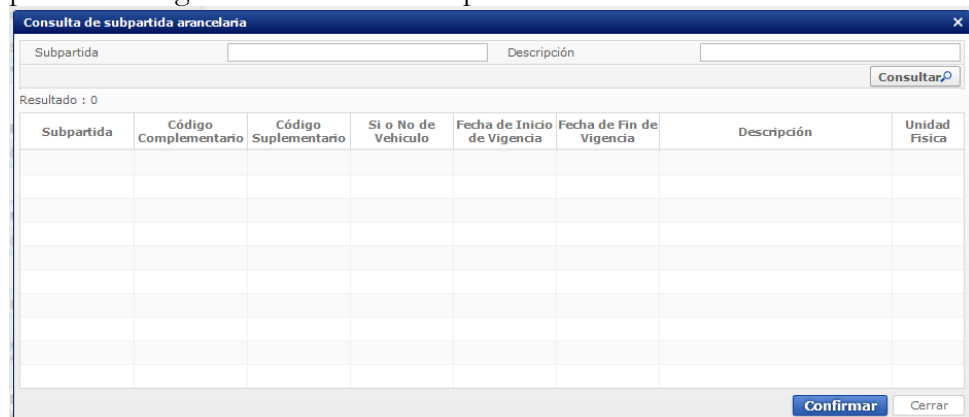 Consulta de subpartida arancelaria ×
Subpartida Descripción
Consultar
Resultado : 0
Subpartida Código Complementario Código Suplementario Si o No de Vehiculo Fecha de Inicio de Vigencia Fecha de Fin de Vigencia Descripción Unidad Fisica
Confirmar Cerrar